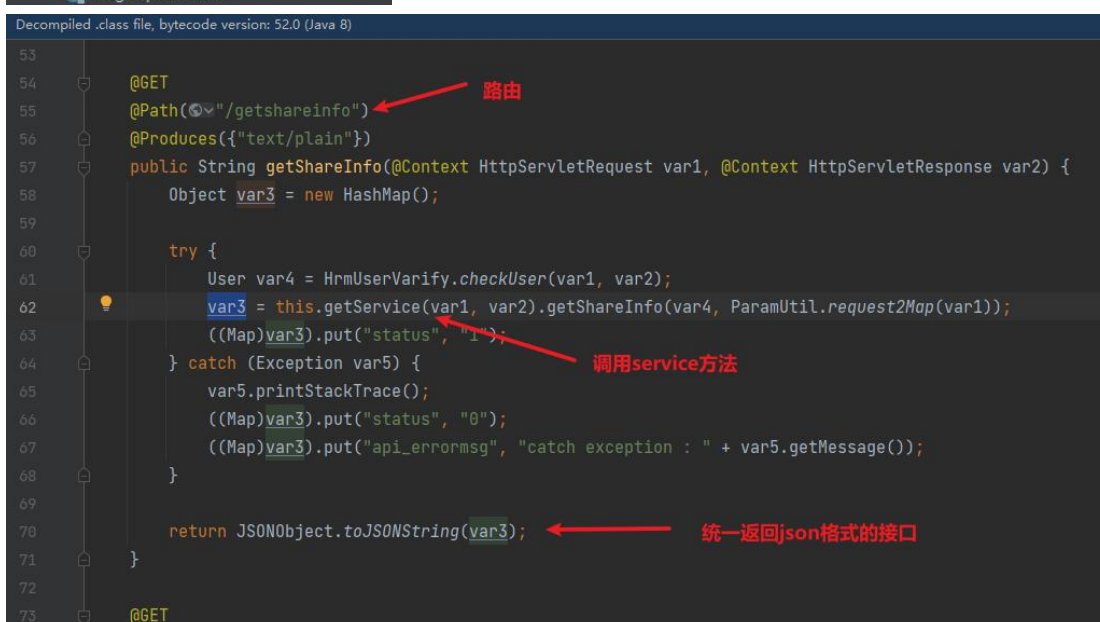 Decompiled .class file, bytecode version: 52.0 (Java 8)
53
54 @GET
路由
55 @Path("/getshareinfo")
56 @Produces({"text/plain"})
57 public String getShareInfo(@Context HttpServletRequest var1, @Context HttpServletResponse var2) {
58 Object var3 = new HashMap();
59
60 try {
61 User var4 = HrmUserVarify.checkUser(var1, var2);
62 var3 = this.getService(var1, var2).getShareInfo(var4, ParamUtil.request2Map(var1));
63 ((Map)var3).put("status", "1");
64 } catch (Exception var5) {
调用service方法
65 var5.printStackTrace();
66 ((Map)var3).put("status", "0");
67 ((Map)var3).put("api_errormsg", "catch exception : " + var5.getMessage());
68 }
69
70 return JSONObject.toJSONString(var3);
统一返回json格式的接口
71 }
72
73 @GET